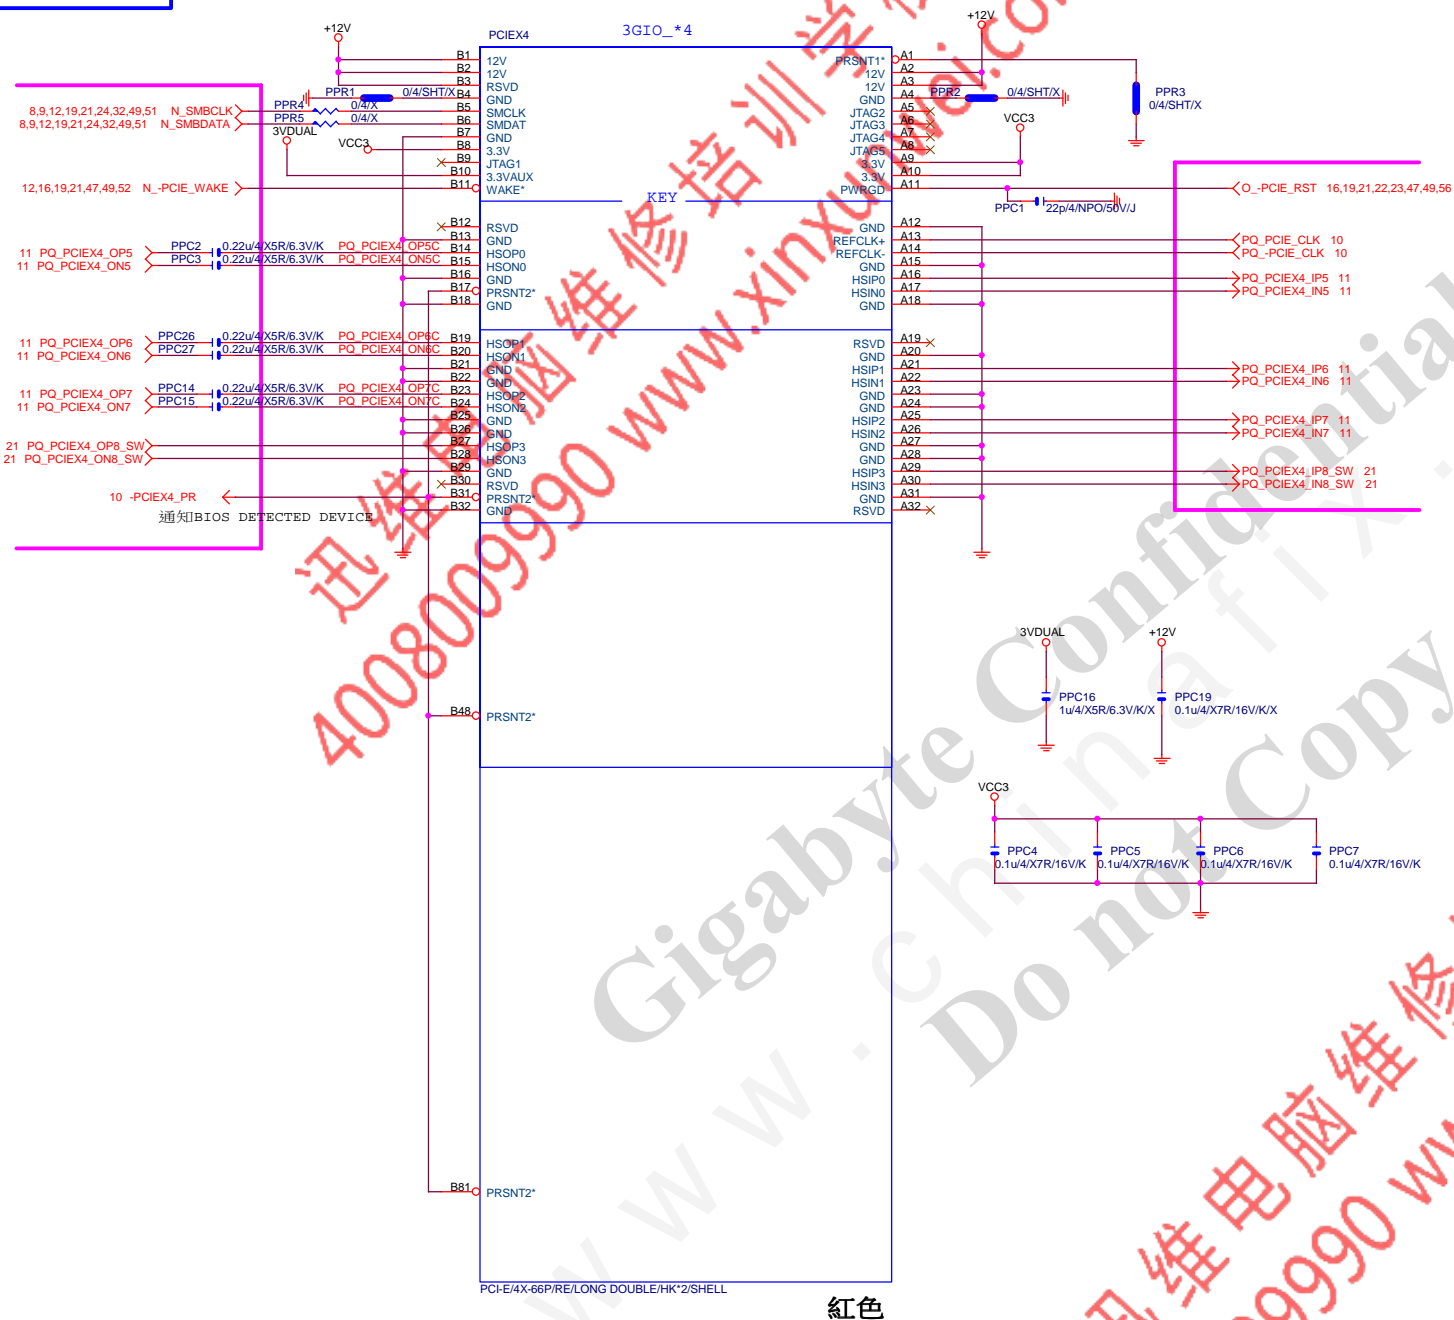 3GIO_*4
PCIEX4
+12V
+12V
B1 12V
B2 12V
B3 RSVD
B4 GND
B5 SMCLK
B6 SMDAT
B7 GND
B8 3.3V
B9 JTAG1
B10 3.3VAUX
B11 WAKE*
KEY
B12 RSVD
B13 GND
B14 HSOP0
B15 HSON0
B16 GND
B17 PRSNT2*
B18 GND
B19 HSOP1
B20 HSON1
B21 GND
B22 GND
B23 HSOP2
B24 HSON2
B25 GND
B26 GND
B27 HSOP3
B28 HSON3
B29 GND
B30 RSVD
B31 PRSNT2*
B32 GND
B48 PRSNT2*
B81 PRSNT2*
PRSNT1* A1
12V A2
12V A3
GND A4
JTAG2 A5
JTAG3 A6
JTAG4 A7
JTAG5 A8
3.3V A9
3.3V A10
PWRGD A11
GND A12
REFCLK+ A13
REFCLK- A14
GND A15
HSIP0 A16
HSIN0 A17
GND A18
RSVD A19
GND A20
HSIP1 A21
HSIN1 A22
GND A23
GND A24
HSIP2 A25
HSIN2 A26
GND A27
GND A28
HSIP3 A29
HSIN3 A30
GND A31
RSVD A32
PPR1 0/4/SHT/X
8,9,12,19,21,24,32,49,51 N_SMBCLK PPR4 0/4/X
8,9,12,19,21,24,32,49,51 N_SMBDATA PPR5 0/4/X
3VDUAL
VCC3
12,16,19,21,47,49,52 N_-PCIE_WAKE
11 PQ_PCIEX4_OP5 PPC2 0.22u/4/X5R/6.3V/K PQ_PCIEX4_OP5C
11 PQ_PCIEX4_ON5 PPC3 0.22u/4/X5R/6.3V/K PQ_PCIEX4_ON5C
11 PQ_PCIEX4_OP6 PPC26 0.22u/4/X5R/6.3V/K PQ_PCIEX4_OP6C
11 PQ_PCIEX4_ON6 PPC27 0.22u/4/X5R/6.3V/K PQ_PCIEX4_ON6C
11 PQ_PCIEX4_OP7 PPC14 0.22u/4/X5R/6.3V/K PQ_PCIEX4_OP7C
11 PQ_PCIEX4_ON7 PPC15 0.22u/4/X5R/6.3V/K PQ_PCIEX4_ON7C
21 PQ_PCIEX4_OP8_SW
21 PQ_PCIEX4_ON8_SW
10 -PCIEX4_PR
通知BIOS DETECTED DEVICE
PPR2 0/4/SHT/X
PPR3
0/4/SHT/X
VCC3
O_-PCIE_RST 16,19,21,22,23,47,49,56
PPC1 22p/4/NPO/50V/J
PQ_PCIE_CLK 10
PQ_-PCIE_CLK 10
PQ_PCIEX4_IP5 11
PQ_PCIEX4_IN5 11
PQ_PCIEX4_IP6 11
PQ_PCIEX4_IN6 11
PQ_PCIEX4_IP7 11
PQ_PCIEX4_IN7 11
PQ_PCIEX4_IP8_SW 21
PQ_PCIEX4_IN8_SW 21
3VDUAL
PPC16
1u/4/X5R/6.3V/K/X
+12V
PPC19
0.1u/4/X7R/16V/K/X
VCC3
PPC4
0.1u/4/X7R/16V/K
PPC5
0.1u/4/X7R/16V/K
PPC6
0.1u/4/X7R/16V/K
PPC7
0.1u/4/X7R/16V/K
PCI-E/4X-66P/RE/LONG DOUBLE/HK*2/SHELL
紅色
迅维电脑维修培训学
4008009990 www.xinxunwei.com
Gigabyte Confidential
Do not Copy
www.chinafix.
迅维电脑维修
9990 ww